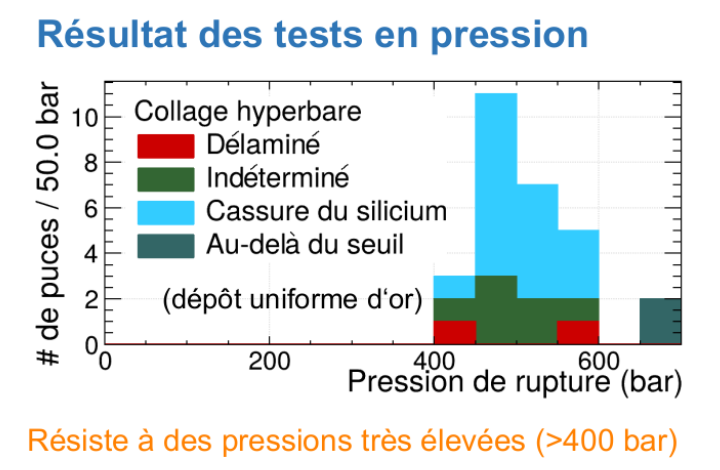 Résultat des tests en pression
# de puces / 50.0 bar
10
8
6
4
2
0
Collage hyperbare
Délaminé
Indéterminé
Cassure du silicium
Au-delà du seuil
(dépôt uniforme d‘or)
0 200 400 600
Pression de rupture (bar)
Résiste à des pressions très élevées (>400 bar)